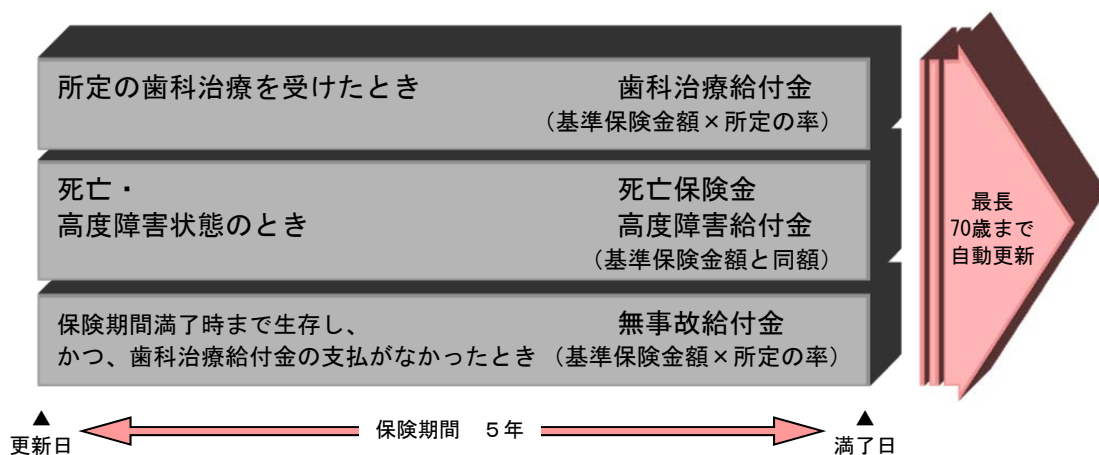 所定の歯科治療を受けたとき 歯科治療給付金
（基準保険金額×所定の率）
死亡・ 死亡保険金
高度障害状態のとき 高度障害給付金
（基準保険金額と同額）
保険期間満了時まで生存し、 無事故給付金
かつ、歯科治療給付金の支払がなかったとき （基準保険金額×所定の率）
最長
70歳まで
自動更新
▲ ▲
更新日 保険期間　５年 満了日